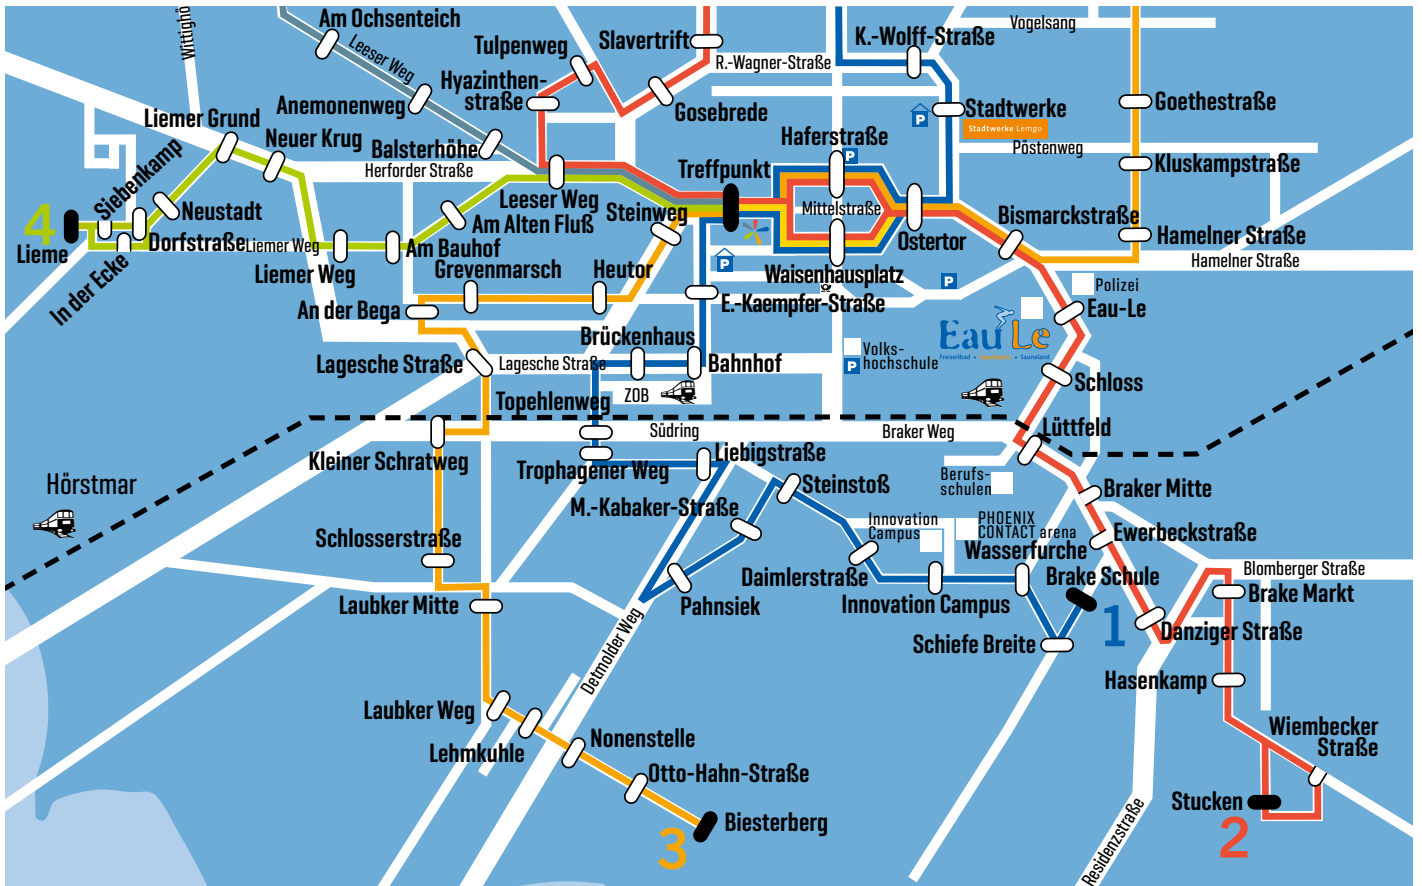 Am Ochsenteich
Wittighö
Leeser Weg
Tulpenweg
Slavertrift
K.-Wolff-Straße
Vogelsang
R.-Wagner-Straße
Hyazinthen-
straße
Gosebrede
Anemonenweg
Stadtwerke
Stadtwerke Lemgo
Goethestraße
Liemer Grund
Neuer Krug
Balsterhöhe
Haferstraße
P
P
Pöstenweg
Herforder Straße
Treffpunkt
Kluskampstraße
Siebenkamp
Neustadt
Leeser Weg
Am Alten Fluß
Steinweg
Mittelstraße
Bismarckstraße
4
Lieme
Dorfstraße
Liemer Weg
Am Bauhof
Ostertor
Hamelner Straße
Hamelner Straße
In der Ecke
Liemer Weg
Grevenmarsch
Heutor
P
Waisenhausplatz
P
Polizei
An der Bega
E.-Kaempfer-Straße
Eau-Le
Eau Le
Freizeitbad
Saunaland
Lagesche Straße
Lagesche Straße
Brückenhaus
Bahnhof
Volks-
hochschule
P
Schloss
ZOB
Topehlenweg
Südring
Braker Weg
Lüttfeld
Kleiner Schratweg
Trophagener Weg
Liebigstraße
Hörstmar
Steinstoß
Berufs-
schulen
Braker Mitte
M.-Kabaker-Straße
Innovation
Campus
PHOENIX
CONTACT arena
Ewerbeckstraße
Schlosserstraße
Wasserfurche
Daimlerstraße
Brake Schule
Blomberger Straße
Laubker Mitte
Pahnsiek
Innovation Campus
Brake Markt
1
Danziger Straße
Schiefe Breite
Detmolder Weg
Hasenkamp
Laubker Weg
Lehmkuhle
Nonenstelle
Wiembecker
Straße
Otto-Hahn-Straße
Stucken
2
Biesterberg
3
Residenzstraße